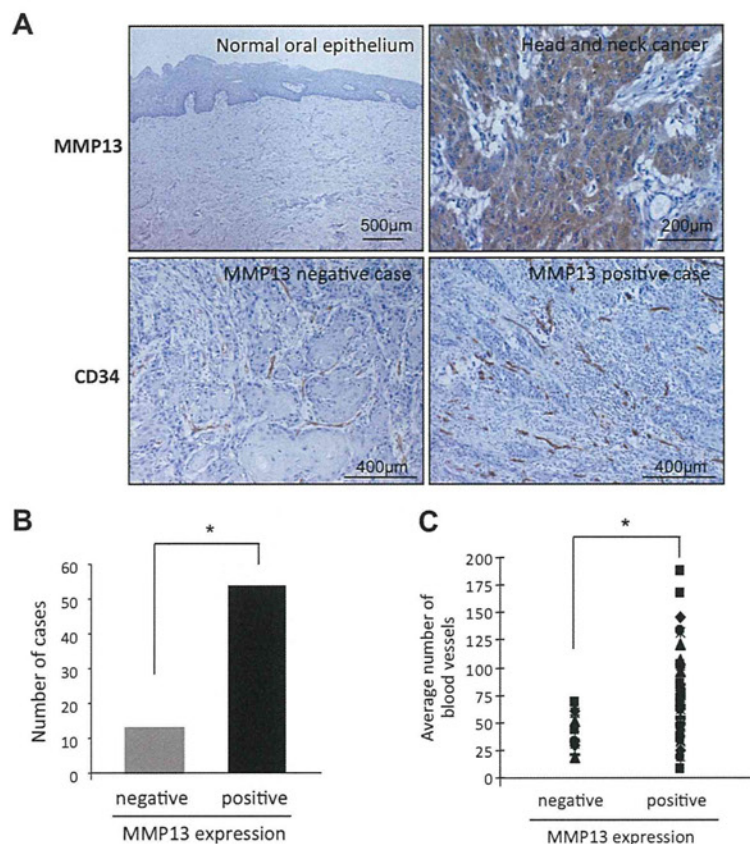 A
MMP13
Normal oral epithelium
500μm
Head and neck cancer
200μm
CD34
MMP13 negative case
400μm
MMP13 positive case
400μm
B
*
Number of cases
60
50
40
30
20
10
0
negative
positive
MMP13 expression
C
*
Average number of
blood vessels
200
175
150
125
100
75
50
25
0
negative
positive
MMP13 expression